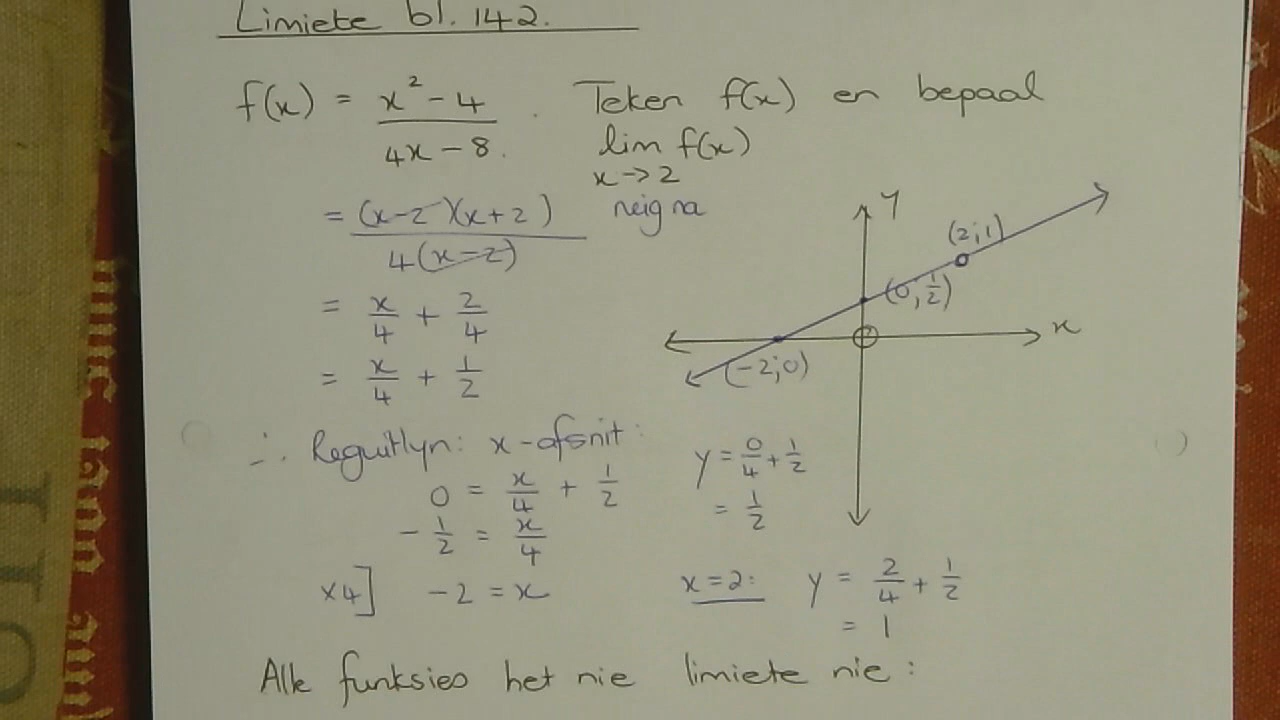 Limiete bl. 142.
f(x) = x² - 4 / 4x - 8. Teken f(x) en bepaal
lim f(x)
x → 2
neig na
= (x-2)(x+2) / 4(x-2)
= x/4 + 2/4
= x/4 + 1/2
y
(2;1)
(0, 1/2)
x
(-2;0)
∴ Reguitlyn: x-afsnit:
0 = x/4 + 1/2
- 1/2 = x/4
x4] -2 = x
y = 0/4 + 1/2
= 1/2
x = 2: y = 2/4 + 1/2
= 1
Alle funksies het nie limiete nie: